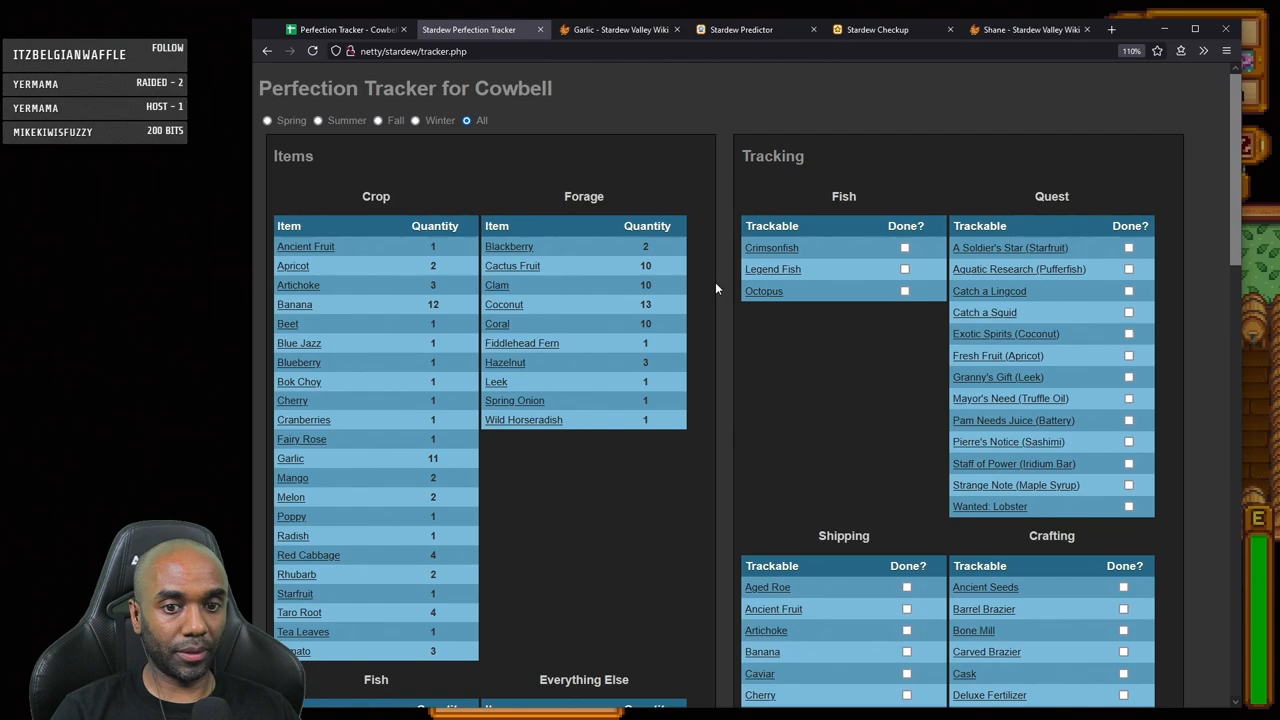 ITZBELGIANWAFFLE FOLLOW
YERMAMA RAIDED - 2
YERMAMA HOST - 1
MIKEKIWISFUZZY 200 BITS
Perfection Tracker - Cowbel
Stardew Perfection Tracker
Garlic - Stardew Valley Wiki
Stardew Predictor
Stardew Checkup
Shane - Stardew Valley Wiki
netty/stardew/tracker.php
110%
Perfection Tracker for Cowbell
Spring Summer Fall Winter All
Items
Crop
Item Quantity
Ancient Fruit 1
Apricot 2
Artichoke 3
Banana 12
Beet 1
Blue Jazz 1
Blueberry 1
Bok Choy 1
Cherry 1
Cranberries 1
Fairy Rose 1
Garlic 11
Mango 2
Melon 2
Poppy 1
Radish 1
Red Cabbage 4
Rhubarb 2
Starfruit 1
Taro Root 4
Tea Leaves 1
mato 3
Forage
Item Quantity
Blackberry 2
Cactus Fruit 10
Clam 10
Coconut 13
Coral 10
Fiddlehead Fern 1
Hazelnut 3
Leek 1
Spring Onion 1
Wild Horseradish 1
Fish
Everything Else
Tracking
Fish
Trackable Done?
Crimsonfish
Legend Fish
Octopus
Quest
Trackable Done?
A Soldier's Star (Starfruit)
Aquatic Research (Pufferfish)
Catch a Lingcod
Catch a Squid
Exotic Spirits (Coconut)
Fresh Fruit (Apricot)
Granny's Gift (Leek)
Mayor's Need (Truffle Oil)
Pam Needs Juice (Battery)
Pierre's Notice (Sashimi)
Staff of Power (Iridium Bar)
Strange Note (Maple Syrup)
Wanted: Lobster
Shipping
Trackable Done?
Aged Roe
Ancient Fruit
Artichoke
Banana
Caviar
Cherry
Crafting
Trackable Done?
Ancient Seeds
Barrel Brazier
Bone Mill
Carved Brazier
Cask
Deluxe Fertilizer
E